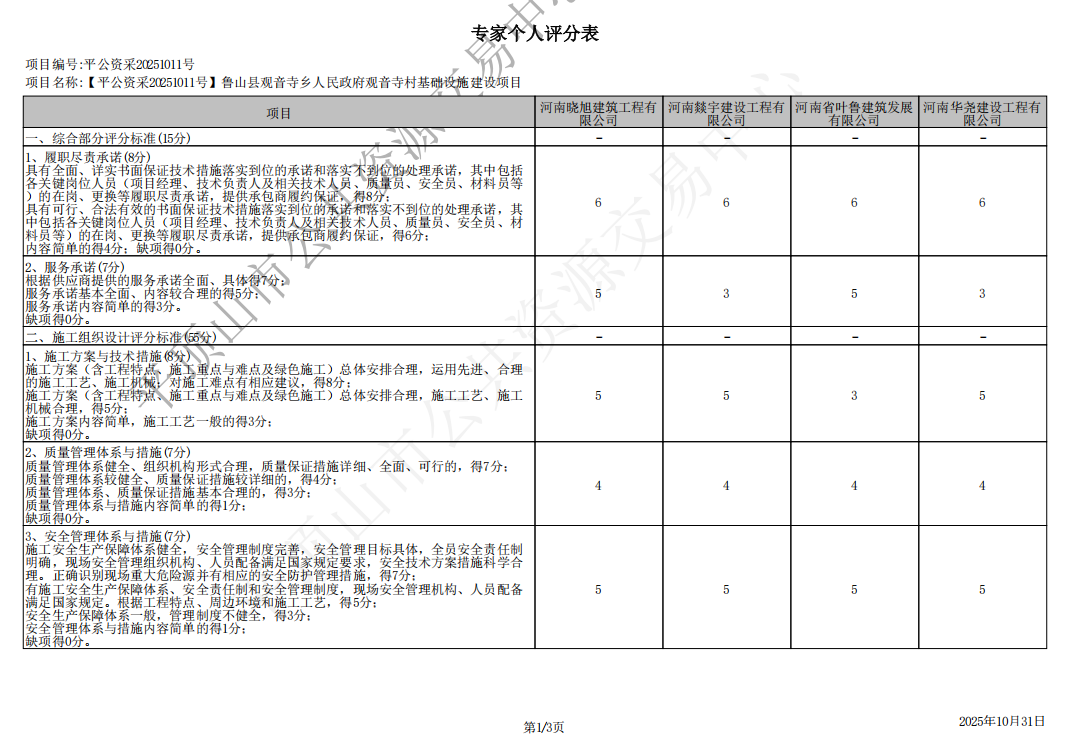 专家个人评分表
项目编号:平公资采20251011号
项目名称:【平公资采20251011号】鲁山县观音寺乡人民政府观音寺村基础设施建设项目
项目
河南晓旭建筑工程有限公司
河南燚宇建设工程有限公司
河南省叶鲁建筑发展有限公司
河南华尧建设工程有限公司
一、综合部分评分标准(15分)
-
-
-
-
1、履职尽责承诺(8分)
具有全面、详实书面保证技术措施落实到位的承诺和落实不到位的处理承诺，其中包括
各关键岗位人员（项目经理、技术负责人及相关技术人员、质量员、安全员、材料员等
）的在岗、更换等履职尽责承诺，提供承包商履约保证，得8分；
具有可行、合法有效的书面保证技术措施落实到位的承诺和落实不到位的处理承诺，其
中包括各关键岗位人员（项目经理、技术负责人及相关技术人员、质量员、安全员、材
料员等）的在岗、更换等履职尽责承诺，提供承包商履约保证，得6分；
内容简单的得4分；缺项得0分。
6
6
6
6
2、服务承诺(7分)
根据供应商提供的服务承诺全面、具体得7分；
服务承诺基本全面、内容较合理的得5分；
服务承诺内容简单的得3分。
缺项得0分。
5
3
5
3
二、施工组织设计评分标准(55分)
-
-
-
-
1、施工方案与技术措施(8分)
施工方案（含工程特点、施工重点与难点及绿色施工）总体安排合理，运用先进、合理
的施工工艺、施工机械；对施工难点有相应建议，得8分；
施工方案（含工程特点、施工重点与难点及绿色施工）总体安排合理，施工工艺、施工
机械合理，得5分；
施工方案内容简单，施工工艺一般的得3分；
缺项得0分。
5
5
3
5
2、质量管理体系与措施(7分)
质量管理体系健全、组织机构形式合理，质量保证措施详细、全面、可行的，得7分；
质量管理体系较健全、质量保证措施较详细的，得4分；
质量管理体系、质量保证措施基本合理的，得3分；
质量管理体系与措施内容简单的得1分；
缺项得0分。
4
4
4
4
3、安全管理体系与措施(7分)
施工安全生产保障体系健全，安全管理制度完善，安全管理目标具体，全员安全责任制
明确，现场安全管理组织机构、人员配备满足国家规定要求，安全技术方案措施科学合
理。正确识别现场重大危险源并有相应的安全防护管理措施，得7分；
有施工安全生产保障体系、安全责任制和安全管理制度，现场安全管理机构、人员配备
满足国家规定。根据工程特点、周边环境和施工工艺，得5分；
安全生产保障体系一般，管理制度不健全，得3分；
安全管理体系与措施内容简单的得1分；
缺项得0分。
5
5
5
5
第1/3页
2025年10月31日
平顶山市公共资源交易中心
平顶山市公共资源交易中心